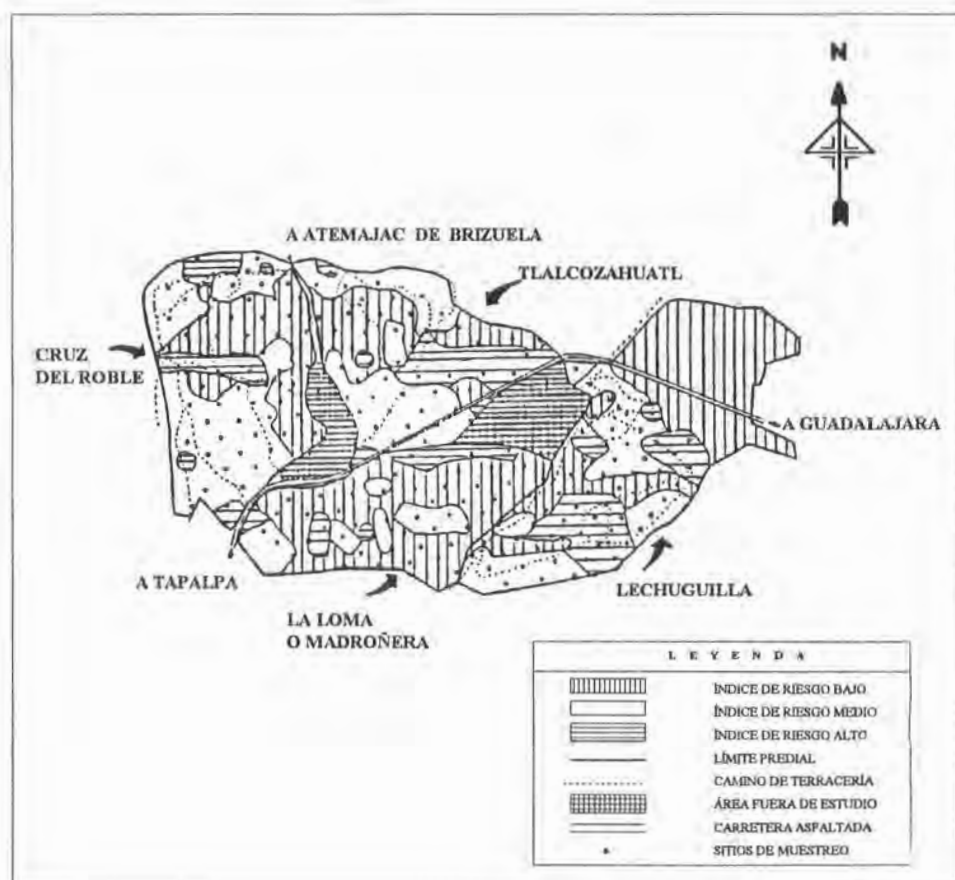 N
A ATEMAJAC DE BRIZUELA
TLALCOZAHUATL
CRUZ
DEL ROBLE
A GUADALAJARA
A TAPALPA
LA LOMA
O MADROÑERA
LECHUGUILLA
LEYENDA
ÍNDICE DE RIESGO BAJO
ÍNDICE DE RIESGO MEDIO
ÍNDICE DE RIESGO ALTO
LÍMITE PREDIAL
CAMINO DE TERRACERÍA
ÁREA FUERA DE ESTUDIO
CARRETERA ASFALTADA
SITIOS DE MUESTREO